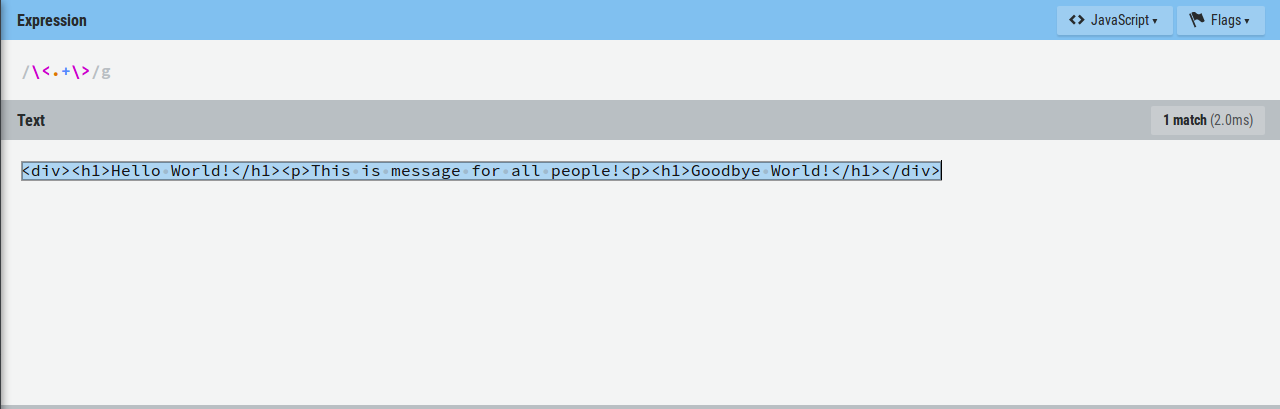 Expression
<> JavaScript ▾
Flags ▾
/\<.+\>/g
Text
1 match (2.0ms)
<div><h1>Hello·World!</h1><p>This·is·message·for·all·people!<p><h1>Goodbye·World!</h1></div>